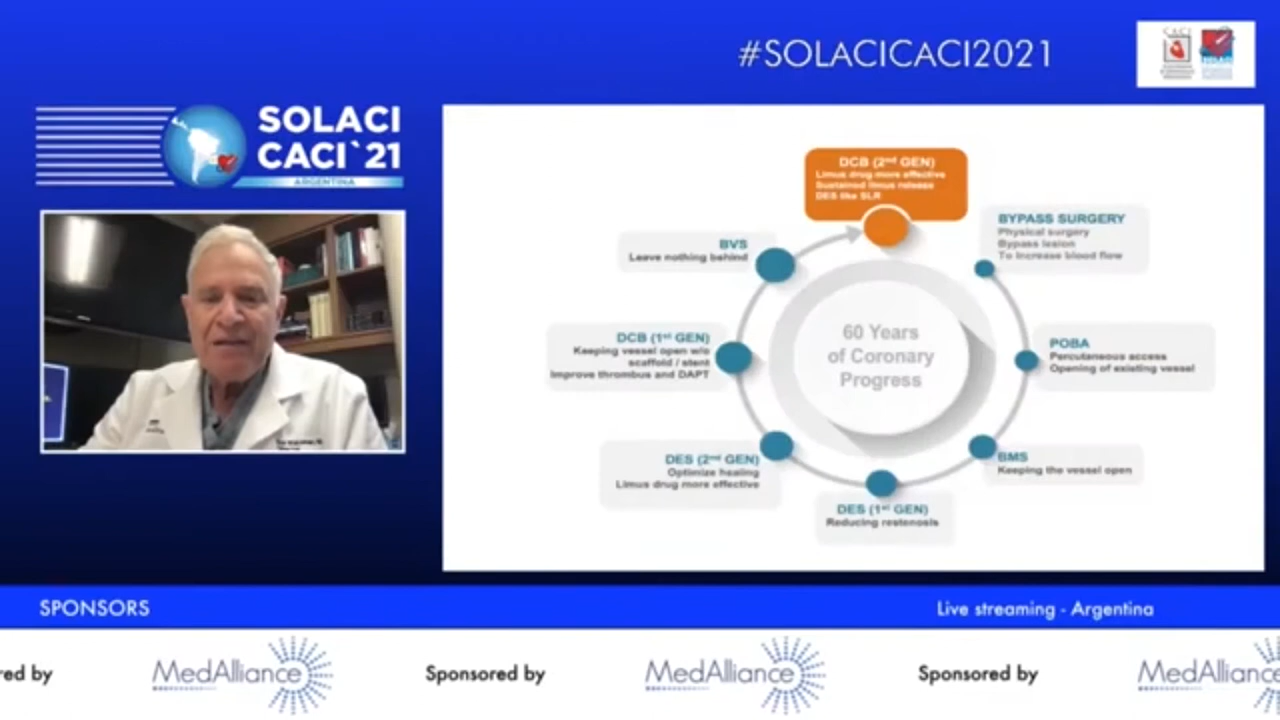 #SOLACICACI2021
CACI
SOLACI
SOLACI
CACI`21
ARGENTINA
DCB (2nd GEN)
Limus drug more effective
Sustained limus release
DES like SLR
BYPASS SURGERY
Physical surgery
Bypass lesion
To increase blood flow
POBA
Percutaneous access
Opening of existing vessel
BMS
Keeping the vessel open
DES (1st GEN)
Reducing restenosis
DES (2nd GEN)
Optimize healing
Limus drug more effective
DCB (1st GEN)
Keeping vessel open w/o
scaffold / stent
Improve thrombus and DAPT
BVS
Leave nothing behind
60 Years
of Coronary
Progress
SPONSORS
Live streaming - Argentina
red by
MedAlliance
Sponsored by
MedAlliance
Sponsored by
MedAlliance